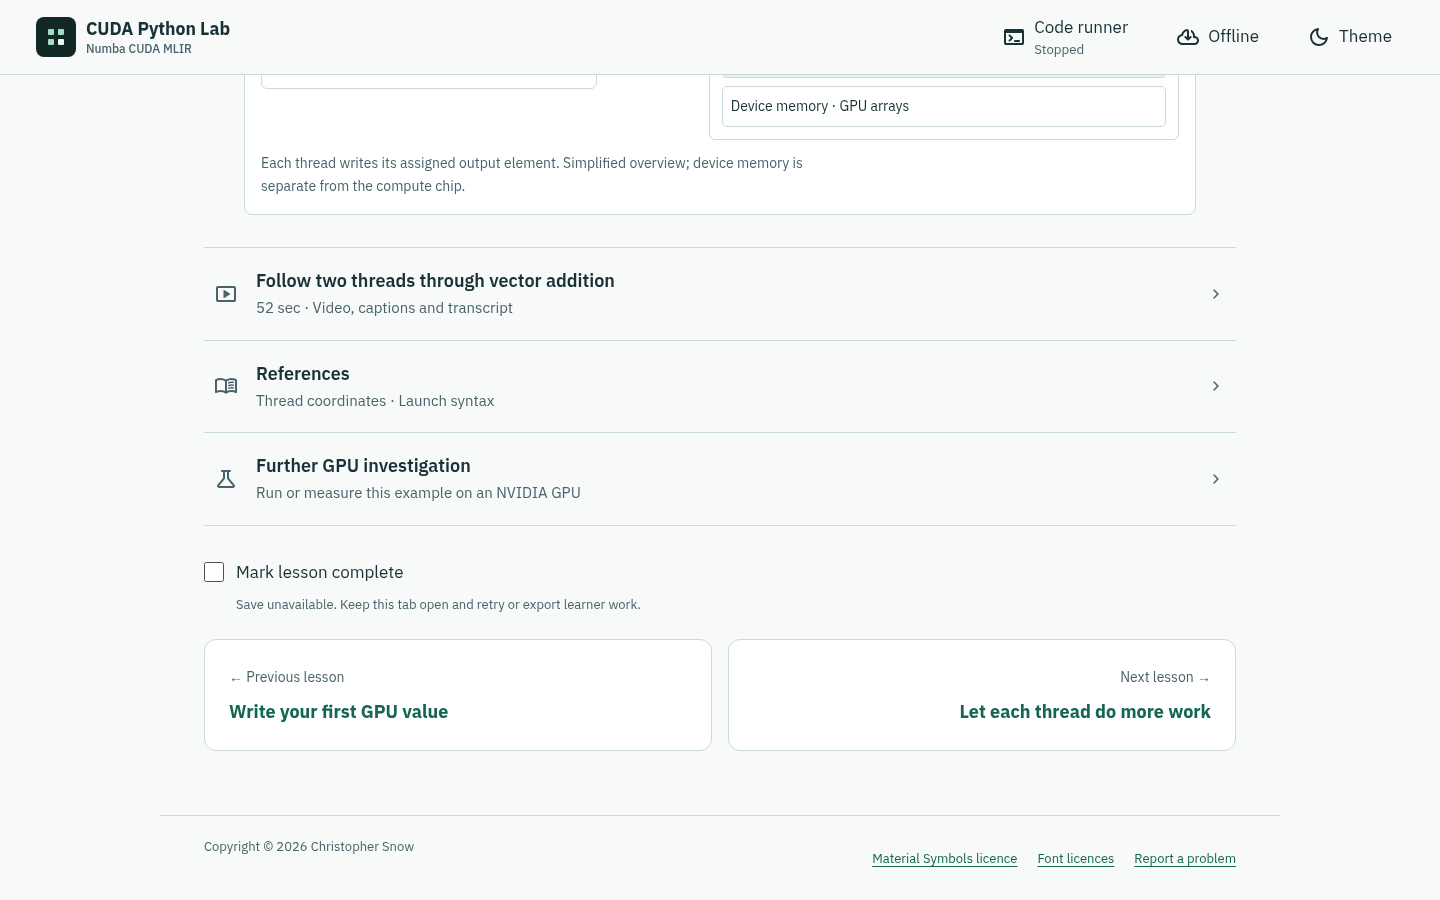 CUDA Python Lab
Numba CUDA MLIR
Code runner
Stopped
Offline
Theme
Device memory · GPU arrays
Each thread writes its assigned output element. Simplified overview; device memory is
separate from the compute chip.
Follow two threads through vector addition
52 sec · Video, captions and transcript
References
Thread coordinates · Launch syntax
Further GPU investigation
Run or measure this example on an NVIDIA GPU
Mark lesson complete
Save unavailable. Keep this tab open and retry or export learner work.
← Previous lesson
Write your first GPU value
Next lesson →
Let each thread do more work
Copyright © 2026 Christopher Snow
Material Symbols licence
Font licences
Report a problem